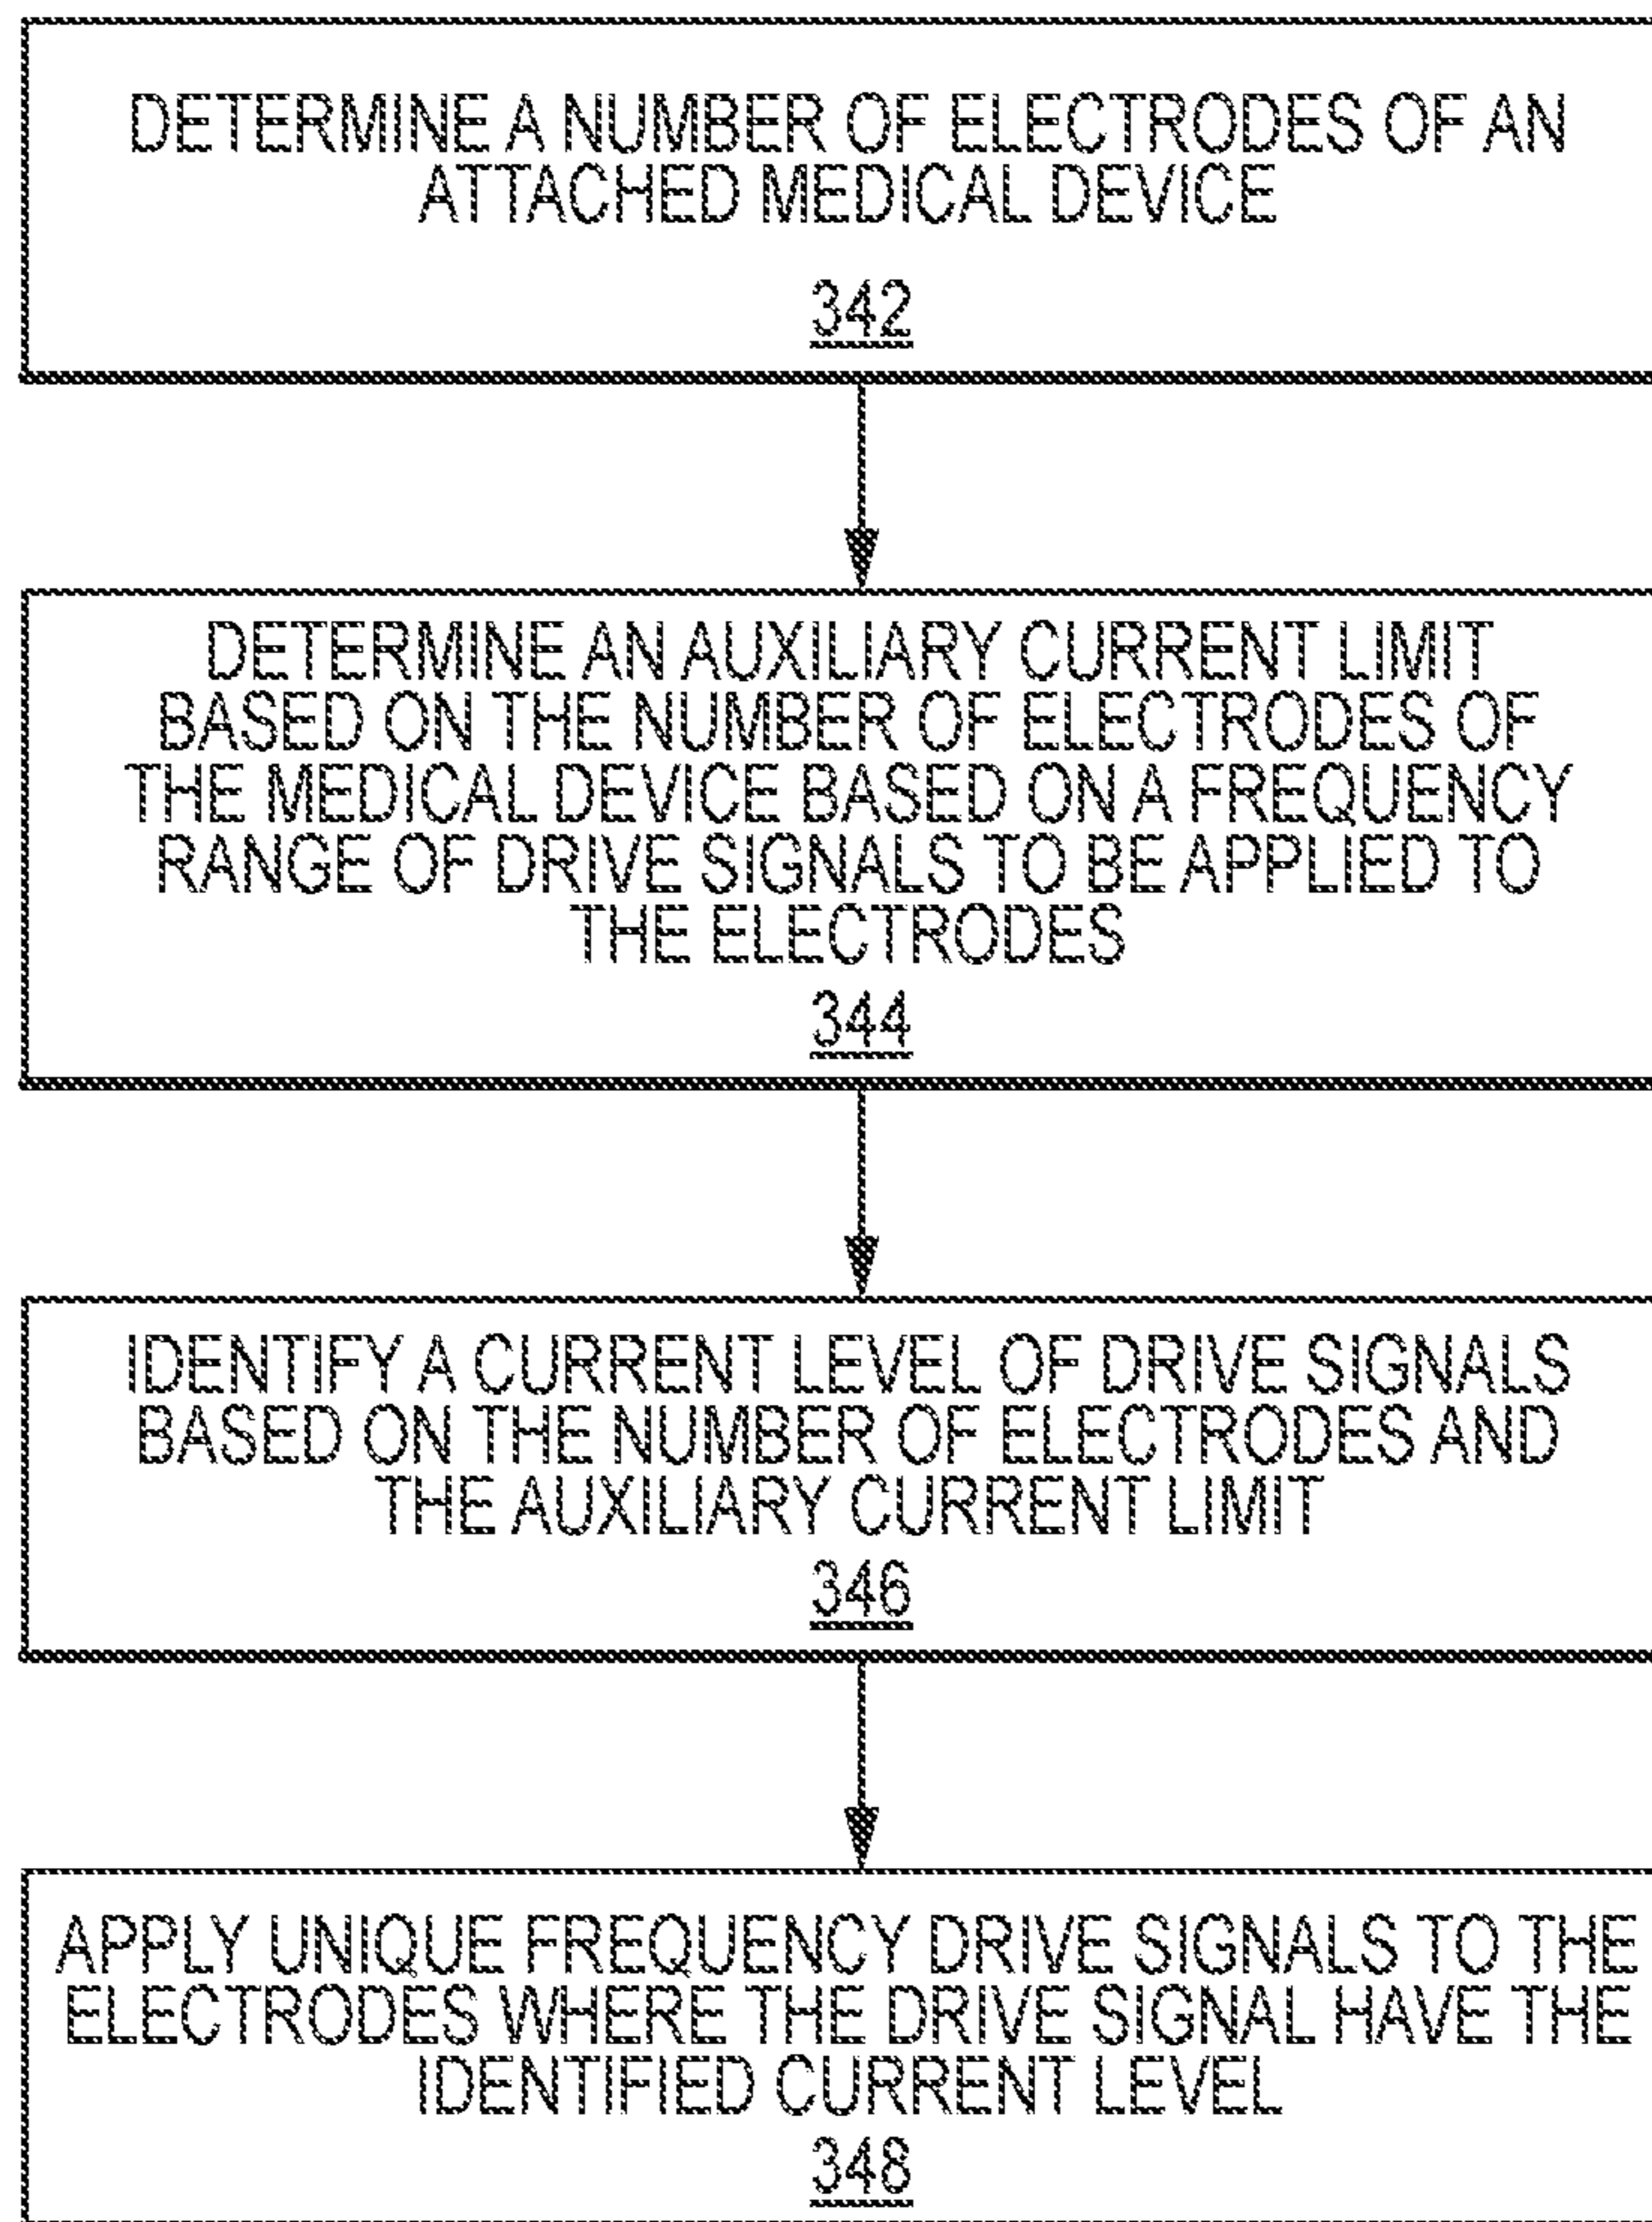 DETERMINE A NUMBER OF ELECTRODES OF AN
ATTACHED MEDICAL DEVICE
342
DETERMINE AN AUXILIARY CURRENT LIMIT
BASED ON THE NUMBER OF ELECTRODES OF
THE MEDICAL DEVICE BASED ON A FREQUENCY
RANGE OF DRIVE SIGNALS TO BE APPLIED TO
THE ELECTRODES
344
IDENTIFY A CURRENT LEVEL OF DRIVE SIGNALS
BASED ON THE NUMBER OF ELECTRODES AND
THE AUXILIARY CURRENT LIMIT
346
APPLY UNIQUE FREQUENCY DRIVE SIGNALS TO THE
ELECTRODES WHERE THE DRIVE SIGNAL HAVE THE
IDENTIFIED CURRENT LEVEL
348